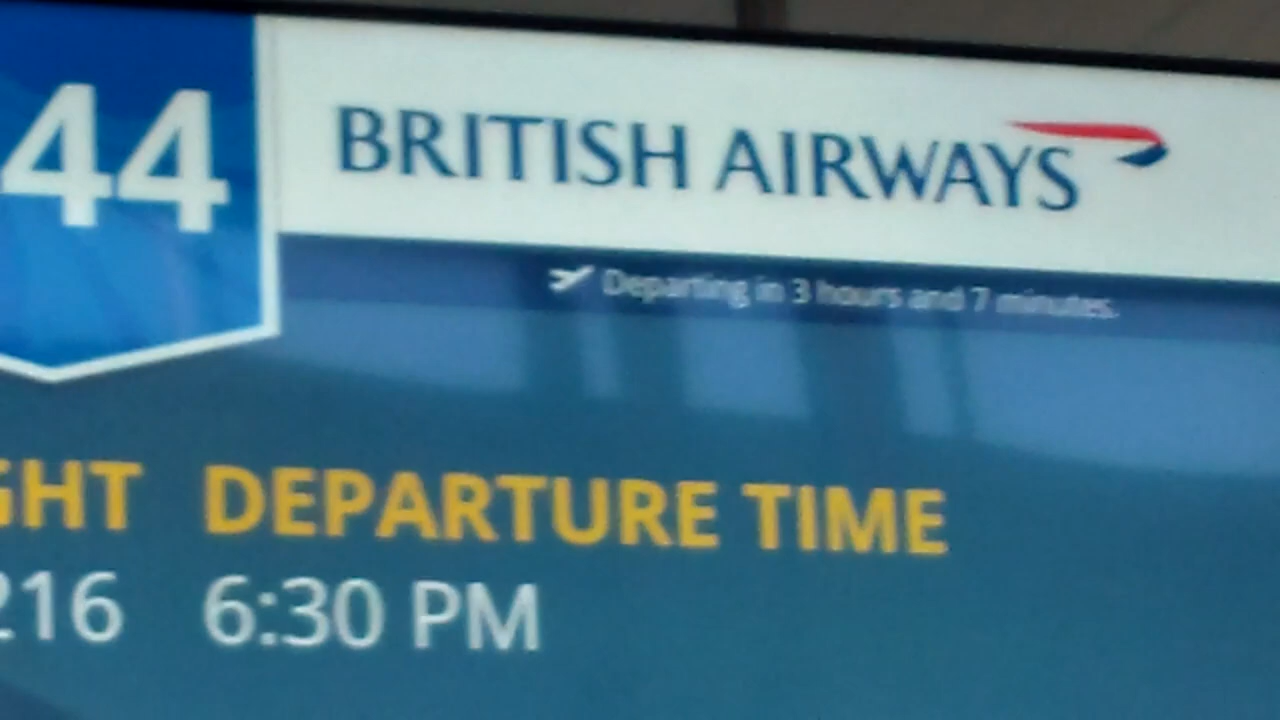 44
BRITISH AIRWAYS
Departing in 3 hours and 7 minutes.
GHT DEPARTURE TIME
216 6:30 PM